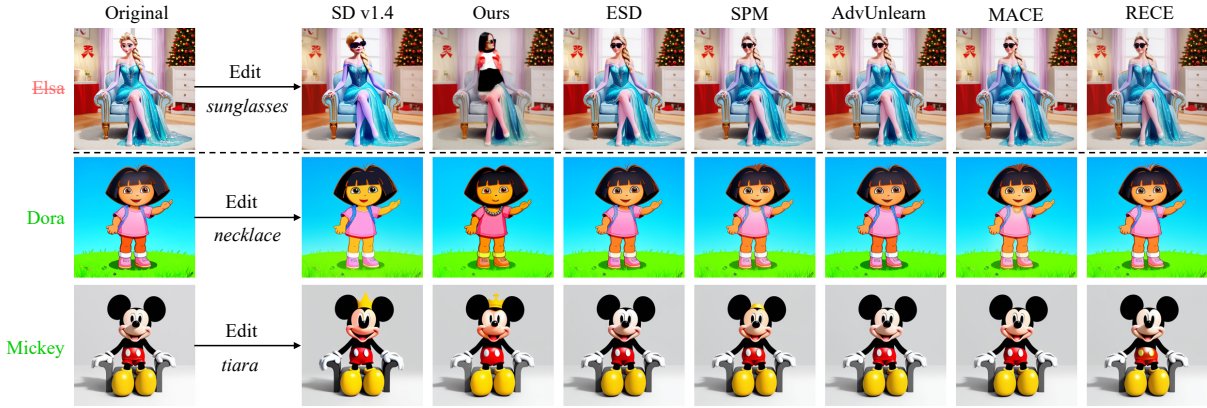 Original SD v1.4 Ours ESD SPM AdvUnlearn MACE RECE
Elsa Edit
sunglasses
Dora Edit
necklace
Mickey Edit
tiara